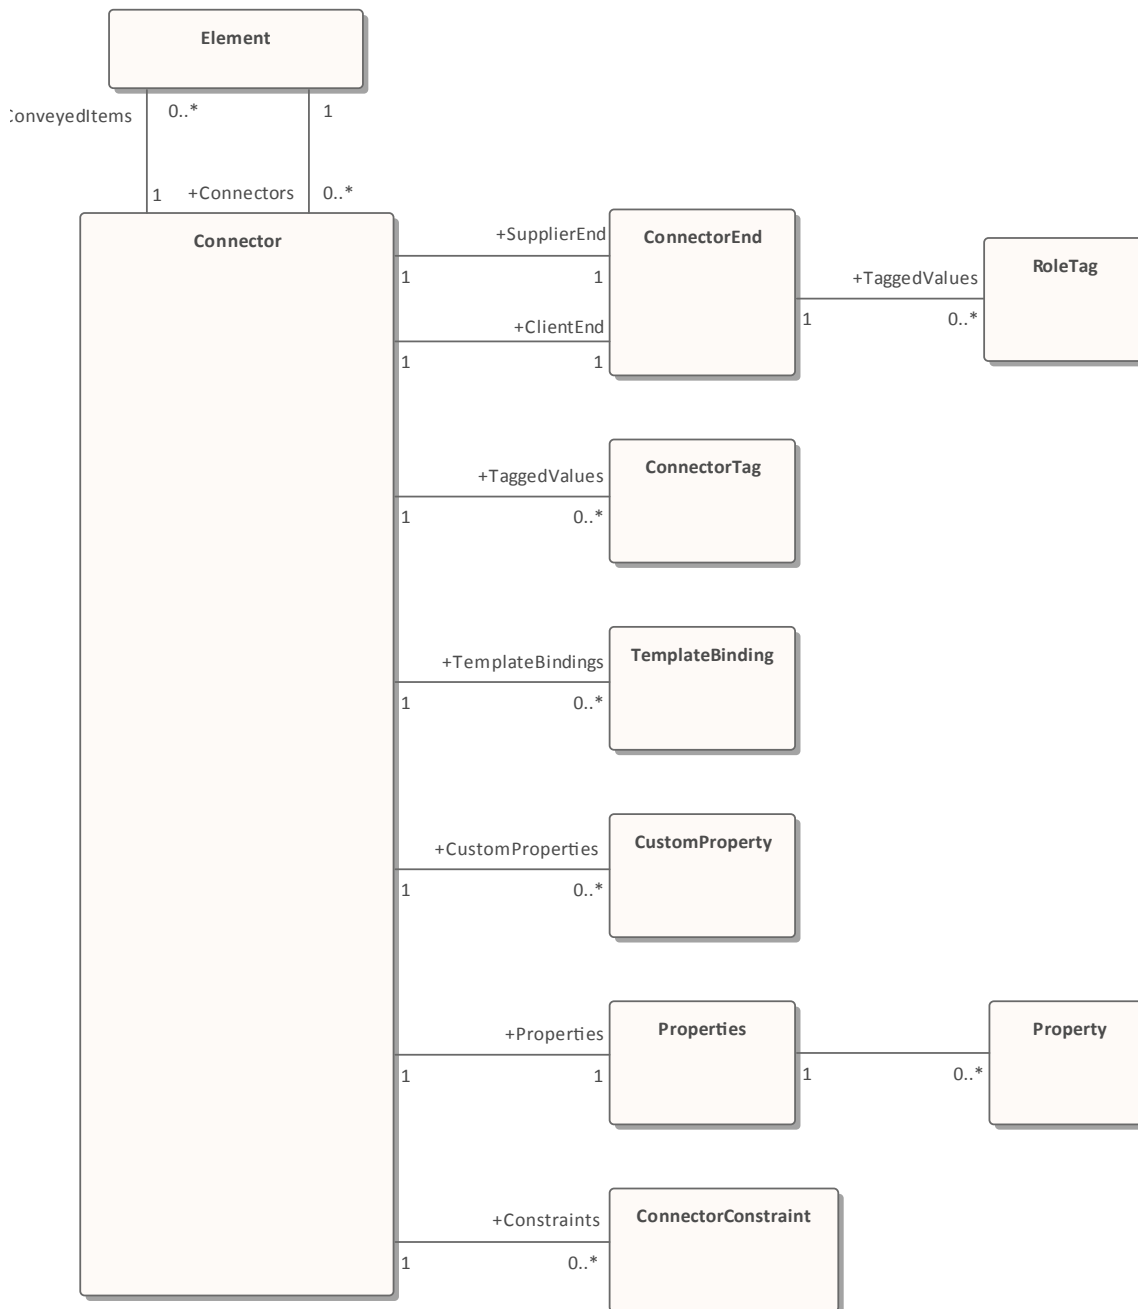 Element
ConveyedItems
0..*
1
1
+Connectors
0..*
Connector
+SupplierEnd
1
1
ConnectorEnd
+ClientEnd
1
1
+TaggedValues
1
0..*
RoleTag
+TaggedValues
1
0..*
ConnectorTag
+TemplateBindings
1
0..*
TemplateBinding
+CustomProperties
1
0..*
CustomProperty
+Properties
1
1
Properties
1
0..*
Property
+Constraints
1
0..*
ConnectorConstraint